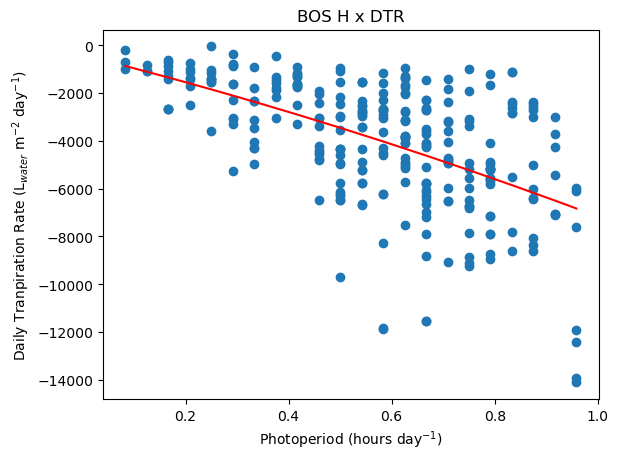 BOS H x DTR
Daily Tranpiration Rate (L$_{water}$ m$^{-2}$ day$^{-1}$)
0
−2000
−4000
−6000
−8000
−10000
−12000
−14000
0.2 0.4 0.6 0.8 1.0
Photoperiod (hours day$^{-1}$)